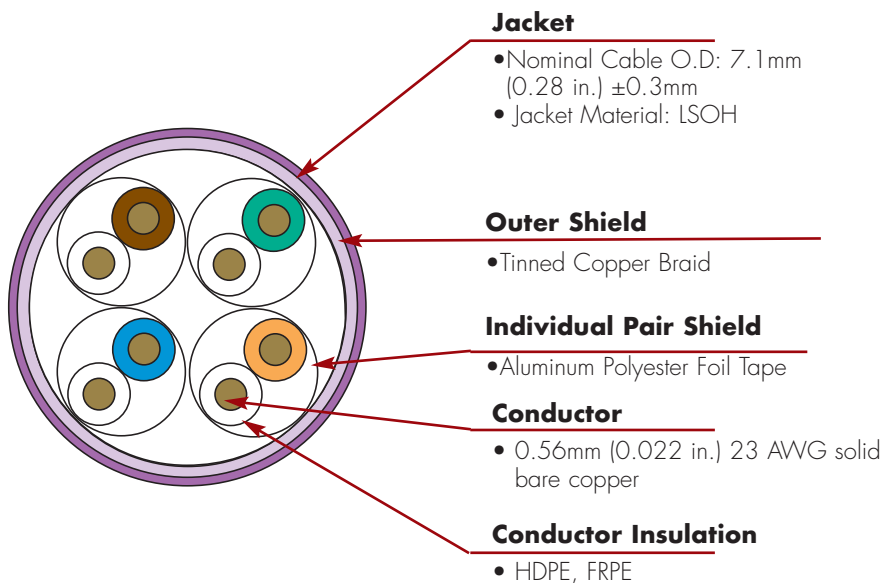 Jacket
•Nominal Cable O.D: 7.1mm
(0.28 in.) ±0.3mm
• Jacket Material: LSOH
Outer Shield
•Tinned Copper Braid
Individual Pair Shield
•Aluminum Polyester Foil Tape
Conductor
• 0.56mm (0.022 in.) 23 AWG solid
bare copper
Conductor Insulation
• HDPE, FRPE